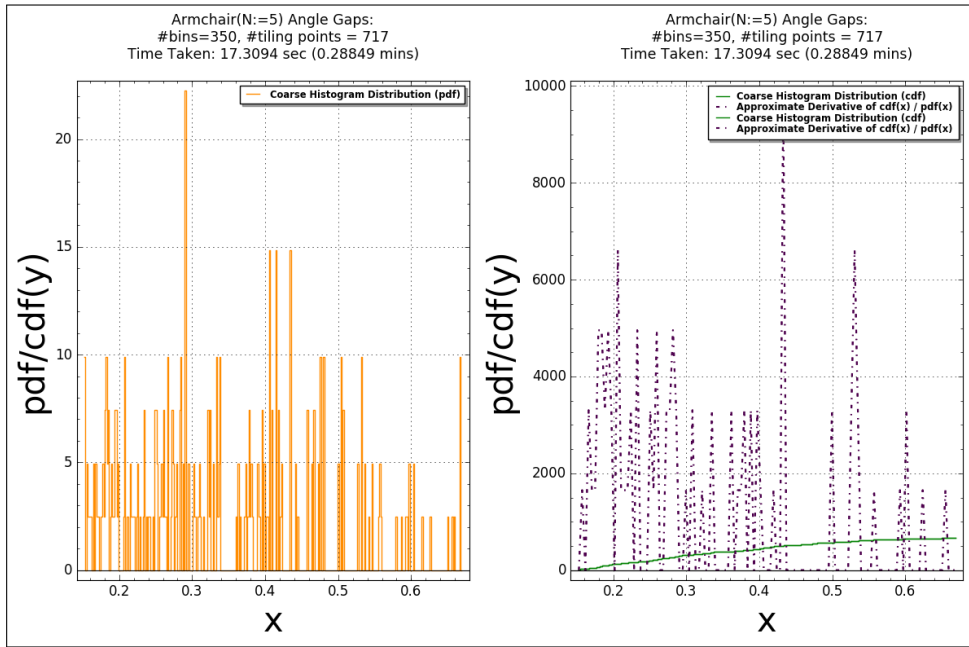 Armchair(N:=5) Angle Gaps:
#bins=350, #tiling points = 717
Time Taken: 17.3094 sec (0.28849 mins)
Coarse Histogram Distribution (pdf)
20
15
10
5
0
pdf/cdf(y)
0.2 0.3 0.4 0.5 0.6
x
Armchair(N:=5) Angle Gaps:
#bins=350, #tiling points = 717
Time Taken: 17.3094 sec (0.28849 mins)
Coarse Histogram Distribution (cdf)
Approximate Derivative of cdf(x) / pdf(x)
Coarse Histogram Distribution (cdf)
Approximate Derivative of cdf(x) / pdf(x)
10000
8000
6000
4000
2000
0
pdf/cdf(y)
0.2 0.3 0.4 0.5 0.6
x